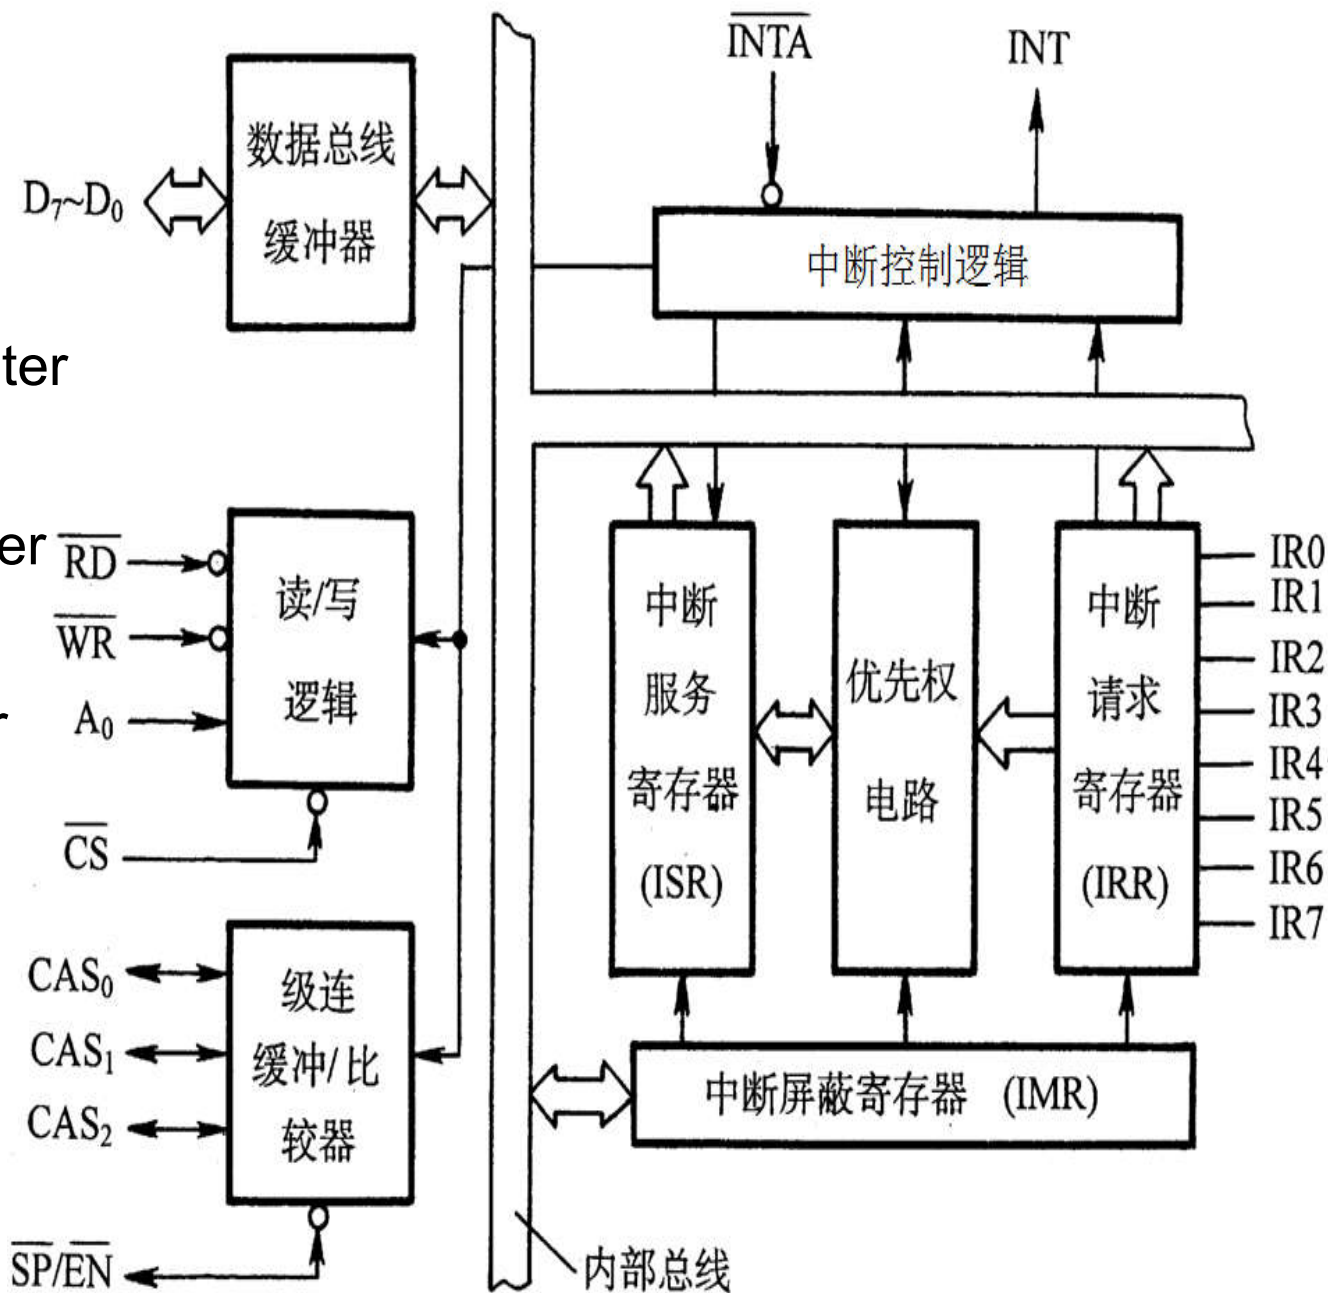 INTA
INT
数据总线
缓冲器
D7~D0
中断控制逻辑
ter
er
r
RD
WR
A0
CS
读/写
逻辑
中断
服务
寄存器
(ISR)
优先权
电路
中断
请求
寄存器
(IRR)
IR0
IR1
IR2
IR3
IR4
IR5
IR6
IR7
CAS0
CAS1
CAS2
级连
缓冲/比
较器
SP/EN
中断屏蔽寄存器 (IMR)
内部总线